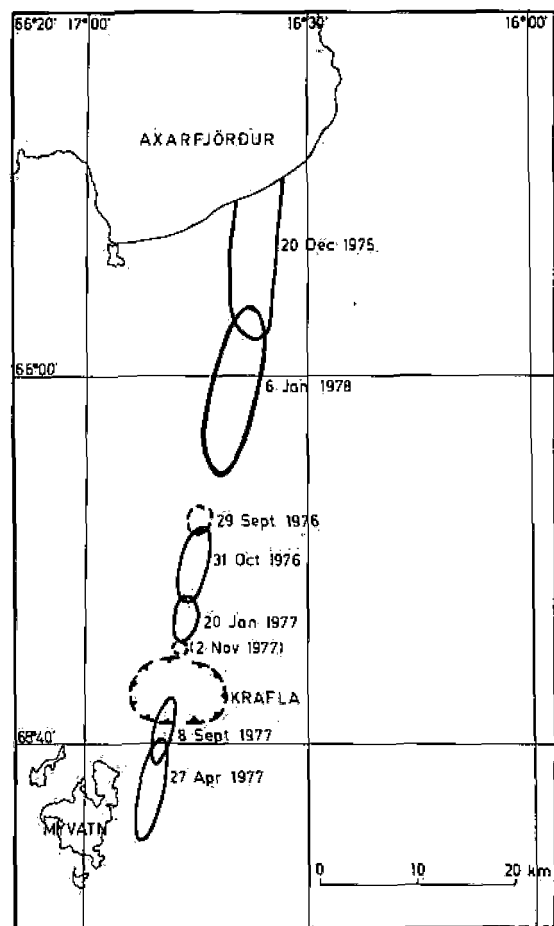 66°20' 17°00' 16°30' 16°00'
AXARFJÖRÐUR
20 Dec 1975
66°00'
6 Jan 1978
29 Sept 1976
31 Oct 1976
20 Jan 1977
(2 Nov 1977)
KRAFLA
65°40'
8 Sept 1977
27 Apr 1977
MÝVATN
0 10 20 km